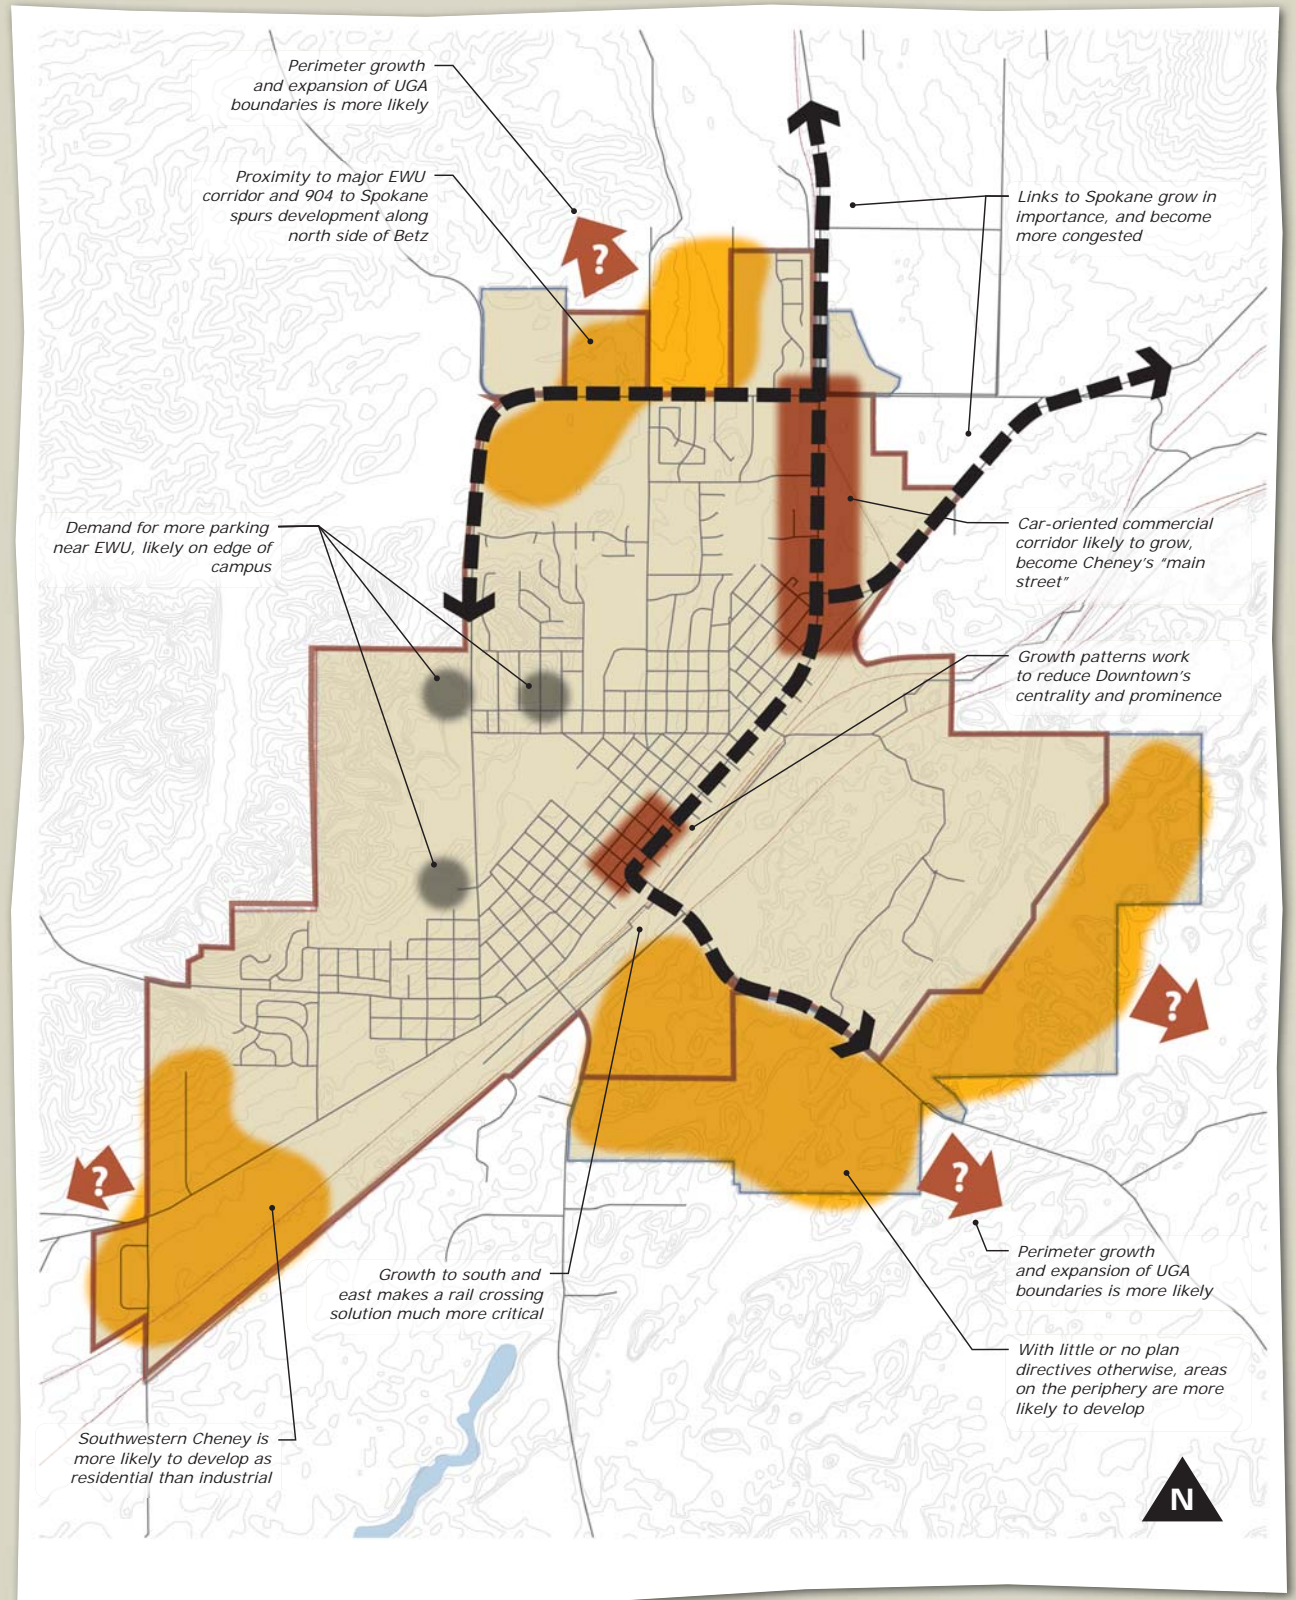 Perimeter growth
and expansion of UGA
boundaries is more likely
Proximity to major EWU
corridor and 904 to Spokane
spurs development along
north side of Betz
?
Links to Spokane grow in
importance, and become
more congested
Demand for more parking
near EWU, likely on edge of
campus
Car-oriented commercial
corridor likely to grow,
become Cheney's "main
street"
Growth patterns work
to reduce Downtown's
centrality and prominence
?
?
?
Growth to south and
east makes a rail crossing
solution much more critical
Perimeter growth
and expansion of UGA
boundaries is more likely
With little or no plan
directives otherwise, areas
on the periphery are more
likely to develop
Southwestern Cheney is
more likely to develop as
residential than industrial
N